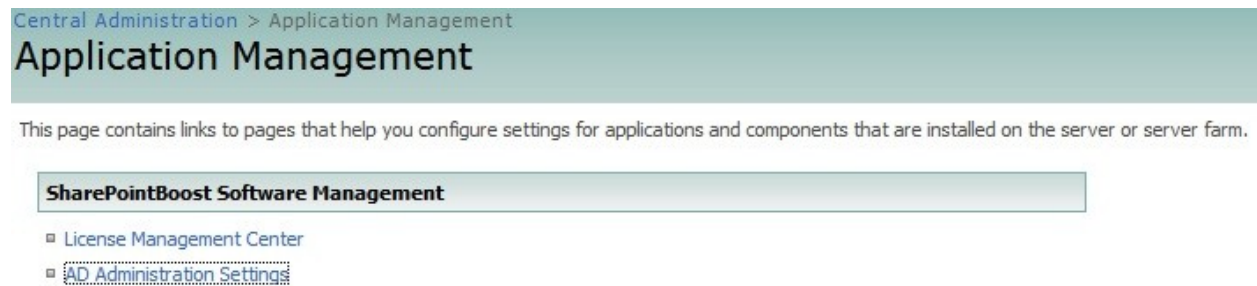 Central Administration > Application Management
Application Management
This page contains links to pages that help you configure settings for applications and components that are installed on the server or server farm.
SharePointBoost Software Management
License Management Center
AD Administration Settings